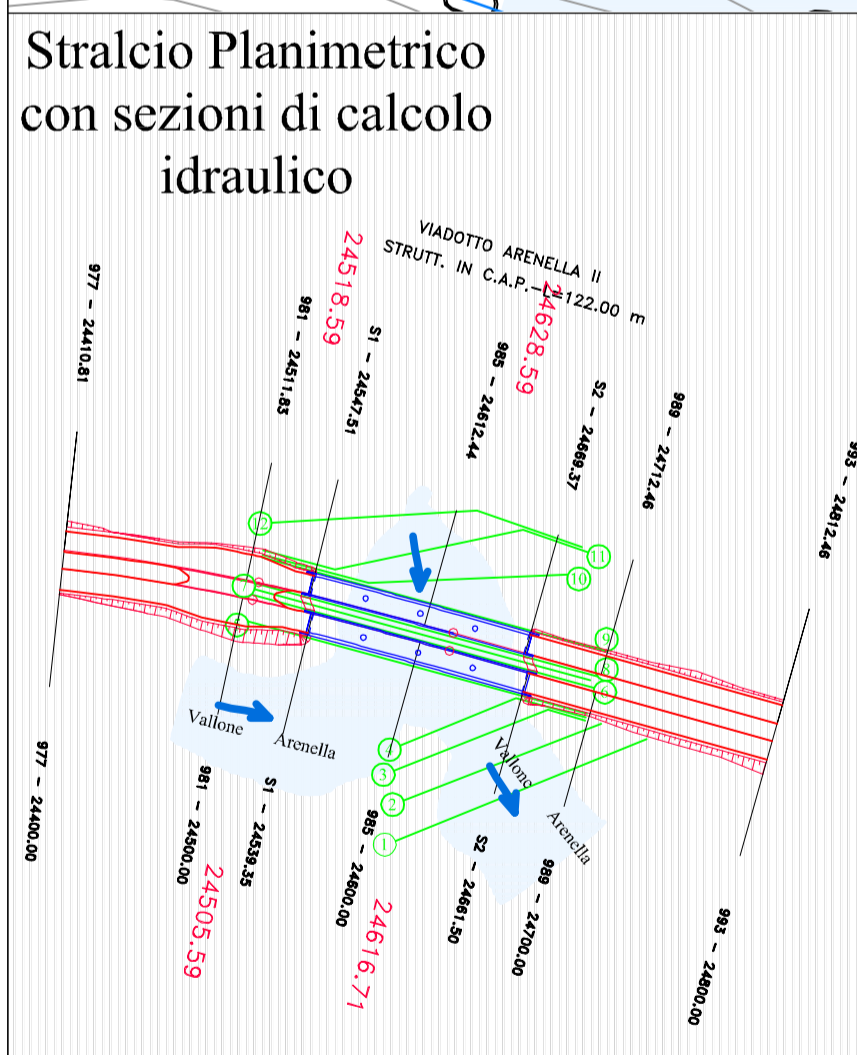 Stralcio Planimetrico
con sezioni di calcolo
idraulico
VIADOTTO ARENELLA II
STRUTT. IN C.A.P.-L=122.00 m
977 - 24410.81
981 - 24511.83
24518.59
S1 - 24547.51
985 - 24612.44
24628.59
S2 - 24669.37
989 - 24712.46
993 - 24812.46
12
11
10
9
8
6
Vallone
Arenella
Vallone
Arenella
4
3
2
1
977 - 24400.00
981 - 24500.00
24505.59
S1 - 24539.35
985 - 24600.00
24616.71
S2 - 24661.50
989 - 24700.00
993 - 24800.00